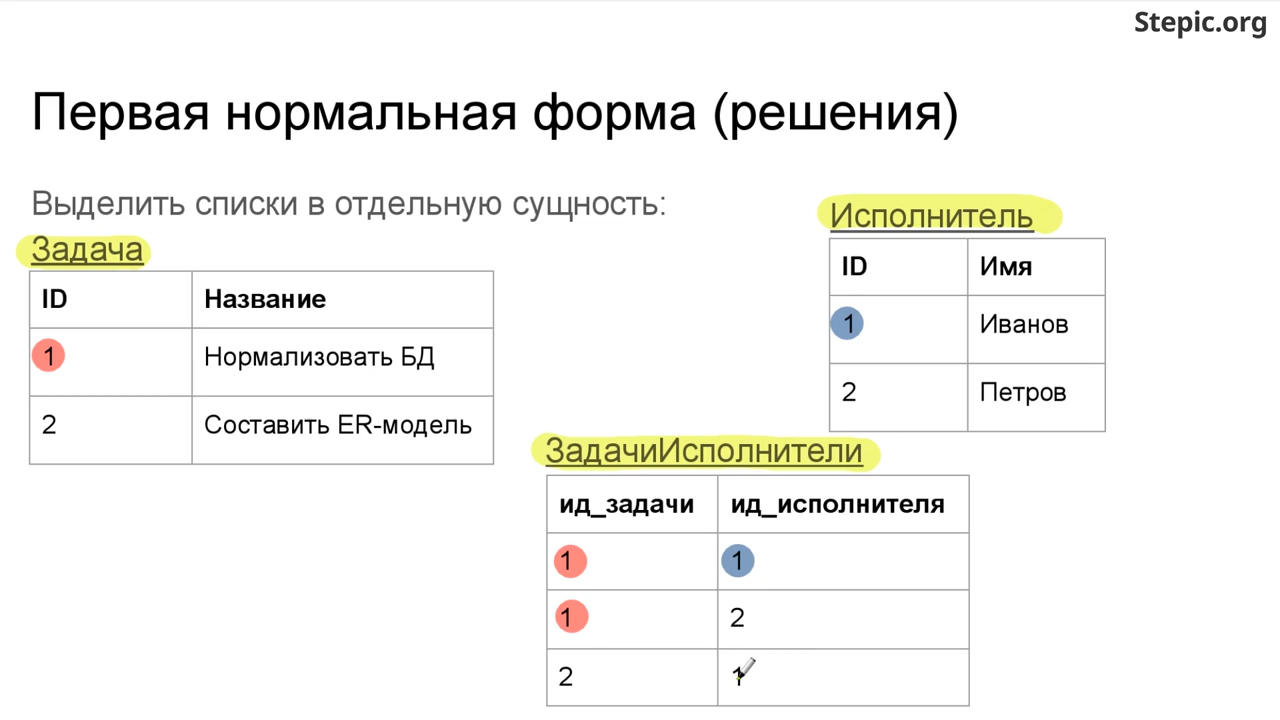 Stepic.org
Первая нормальная форма (решения)
Выделить списки в отдельную сущность:
Задача
ID Название
1 Нормализовать БД
2 Составить ER-модель
Исполнитель
ID Имя
1 Иванов
2 Петров
ЗадачиИсполнители
ид_задачи ид_исполнителя
1 1
1 2
2 1